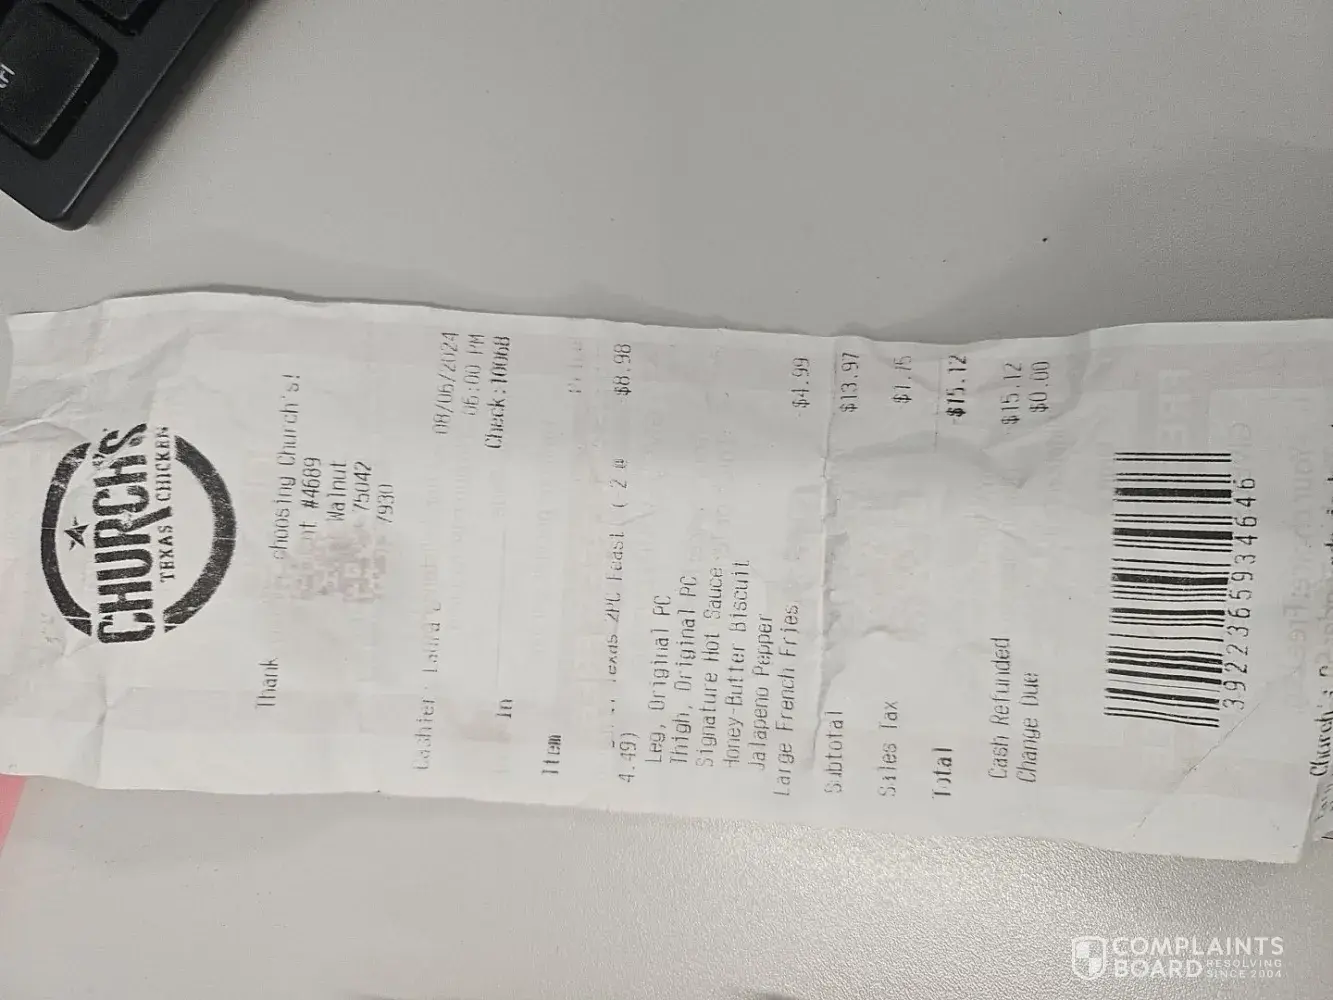 CHURCH'S
TEXAS CHICKEN
Thank choosing Church's!
#4689
Walnut
75042
7930
08/06/2024
06:00 PM
Cashier:
In Check:10068
Item
Texas 2PC Feast ( 2 @ $8.98
4.49)
Leg, Original PC
Thigh, Original PC
Signature Hot Sauce
Honey-Butter Biscuit
Jalapeno Pepper
Large French Fries $4.99
Subtotal $13.97
Sales Tax $1.15
Total -$15.12
Cash Refunded $15.12
Change Due $0.00
3922365934646
COMPLAINTS
BOARD RESOLVING
SINCE 2004